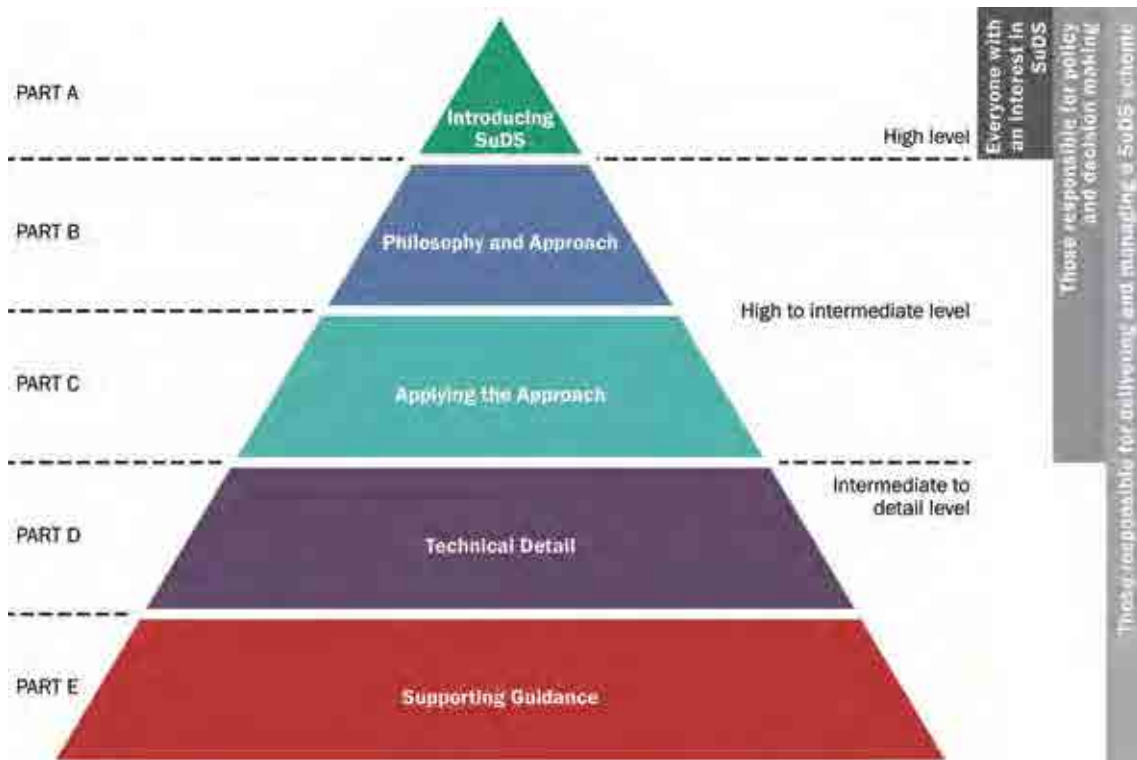 PART A
Introducing
SuDS
High level
PART B
Philosophy and Approach
High to intermediate level
PART C
Applying the Approach
Intermediate to
detail level
PART D
Technical Detail
PART E
Supporting Guidance
Everyone with
an interest in
SuDS
Those responsible for policy
and decision making
Those responsible for delivering and managing a SuDS scheme